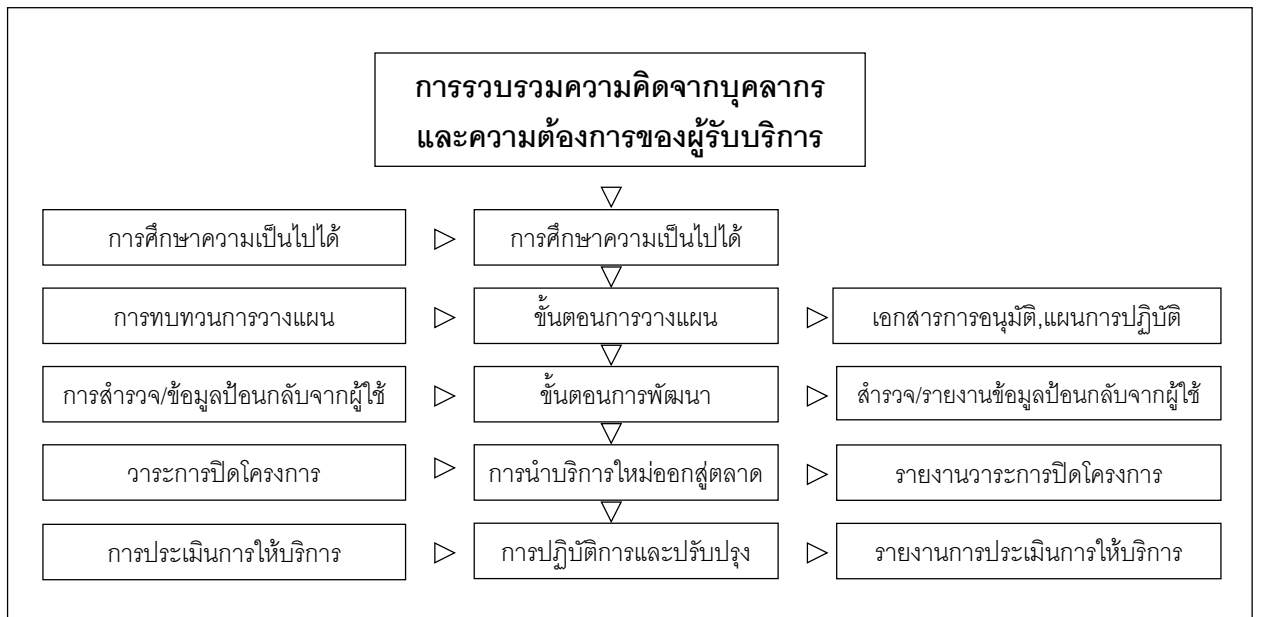 การรวบรวมความคิดจากบุคลากร
และความต้องการของผู้รับบริการ
การศึกษาความเป็นไปได้
การศึกษาความเป็นไปได้
การทบทวนการวางแผน
ขั้นตอนการวางแผน
เอกสารการอนุมัติ,แผนการปฏิบัติ
การสำรวจ/ข้อมูลป้อนกลับจากผู้ใช้
ขั้นตอนการพัฒนา
สำรวจ/รายงานข้อมูลป้อนกลับจากผู้ใช้
วาระการปิดโครงการ
การนำบริการใหม่ออกสู่ตลาด
รายงานวาระการปิดโครงการ
การประเมินการให้บริการ
การปฏิบัติการและปรับปรุง
รายงานการประเมินการให้บริการ